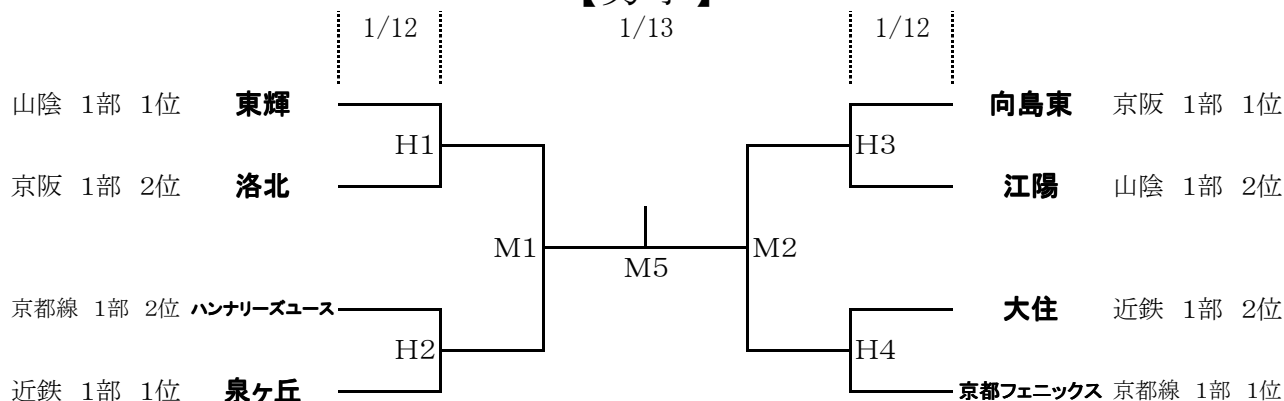 【男子】
1/12 1/13 1/12
山陰 1部 1位 東輝 向島東 京阪 1部 1位
H1 H3
京阪 1部 2位 洛北 江陽 山陰 1部 2位
M1 M5 M2
京都線 1部 2位 ハンナリーズユース 大住 近鉄 1部 2位
H2 H4
近鉄 1部 1位 泉ヶ丘 京都フェニックス 京都線 1部 1位